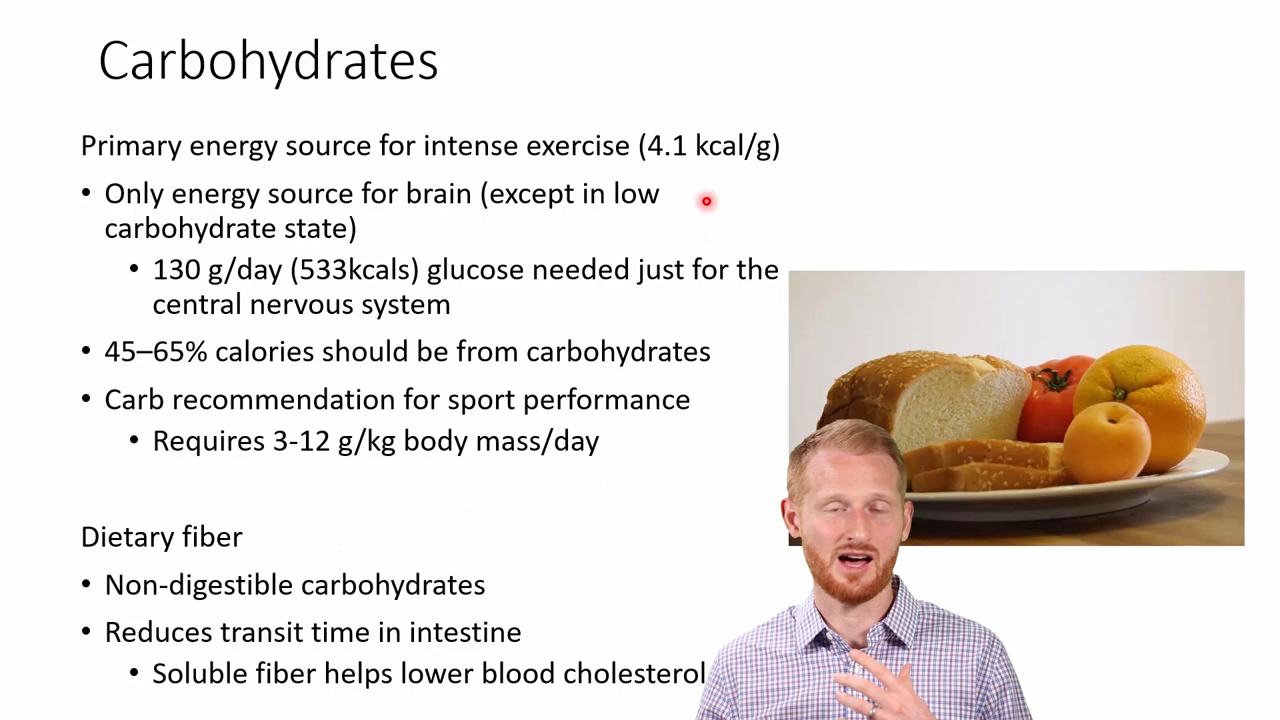 Carbohydrates
Primary energy source for intense exercise (4.1 kcal/g)
• Only energy source for brain (except in low
carbohydrate state)
• 130 g/day (533kcals) glucose needed just for the
central nervous system
• 45–65% calories should be from carbohydrates
• Carb recommendation for sport performance
• Requires 3-12 g/kg body mass/day
Dietary fiber
• Non-digestible carbohydrates
• Reduces transit time in intestine
• Soluble fiber helps lower blood cholesterol